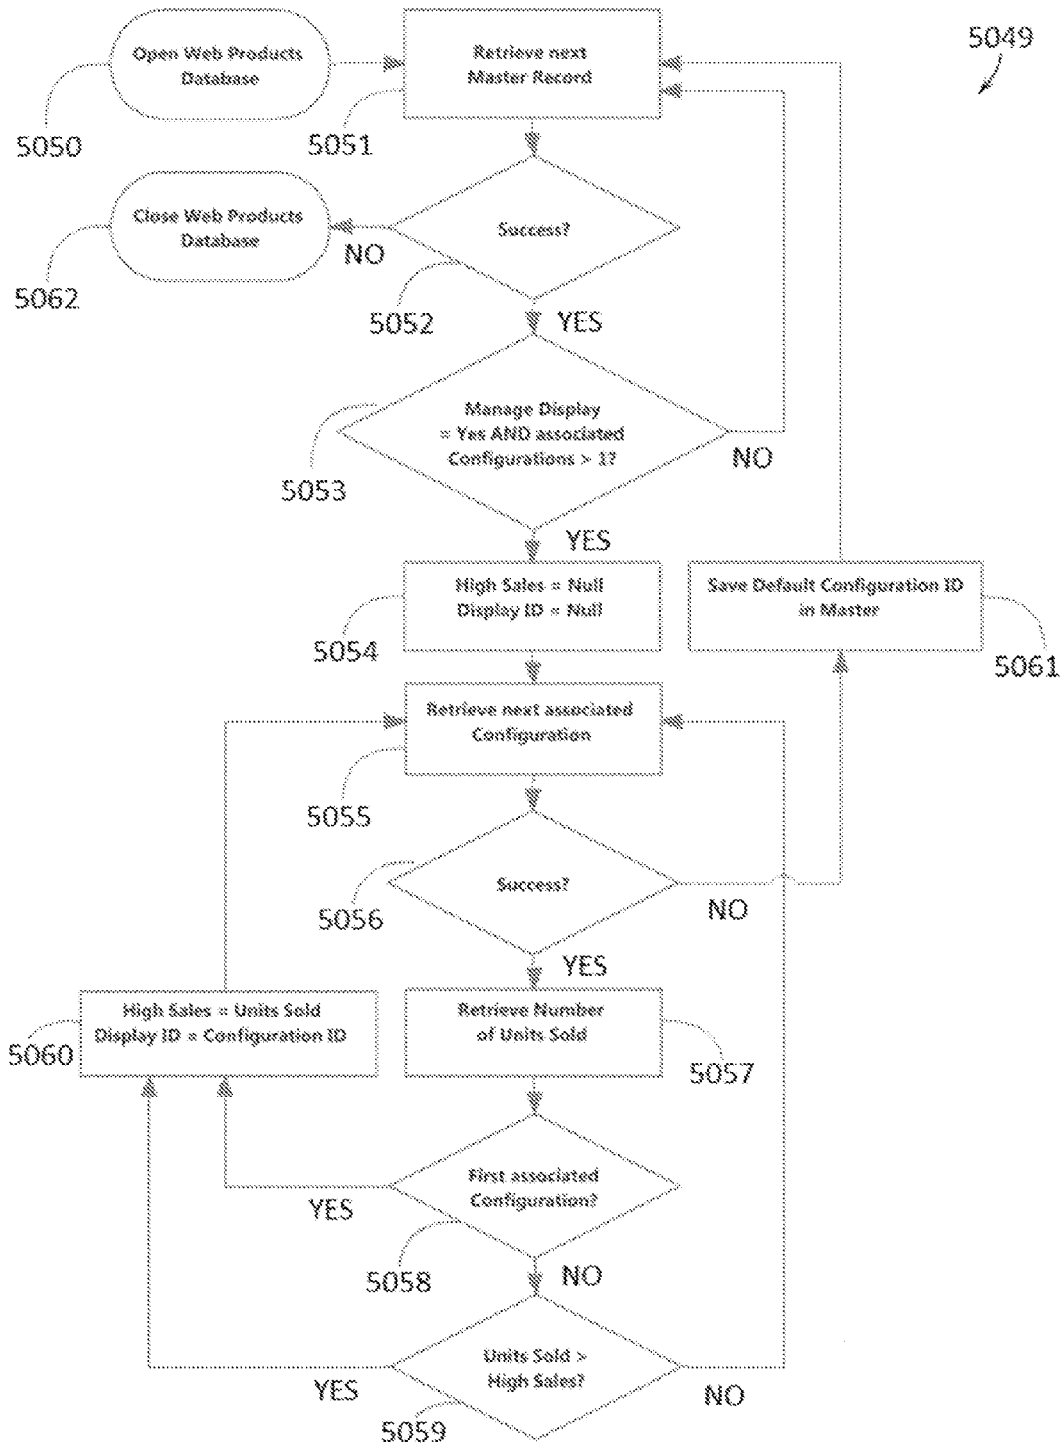 5049
Open Web Products
Database
5050
Retrieve next
Master Record
5051
Close Web Products
Database
5062
Success?
NO
5052
YES
Manage Display
= Yes AND associated
Configurations > 1?
NO
5053
YES
High Sales = Null
Display ID = Null
5054
Save Default Configuration ID
in Master
5061
Retrieve next associated
Configuration
5055
Success?
NO
5056
YES
High Sales = Units Sold
Display ID = Configuration ID
5060
Retrieve Number
of Units Sold
5057
First associated
Configuration?
YES
5058
NO
Units Sold >
High Sales?
YES
NO
5059